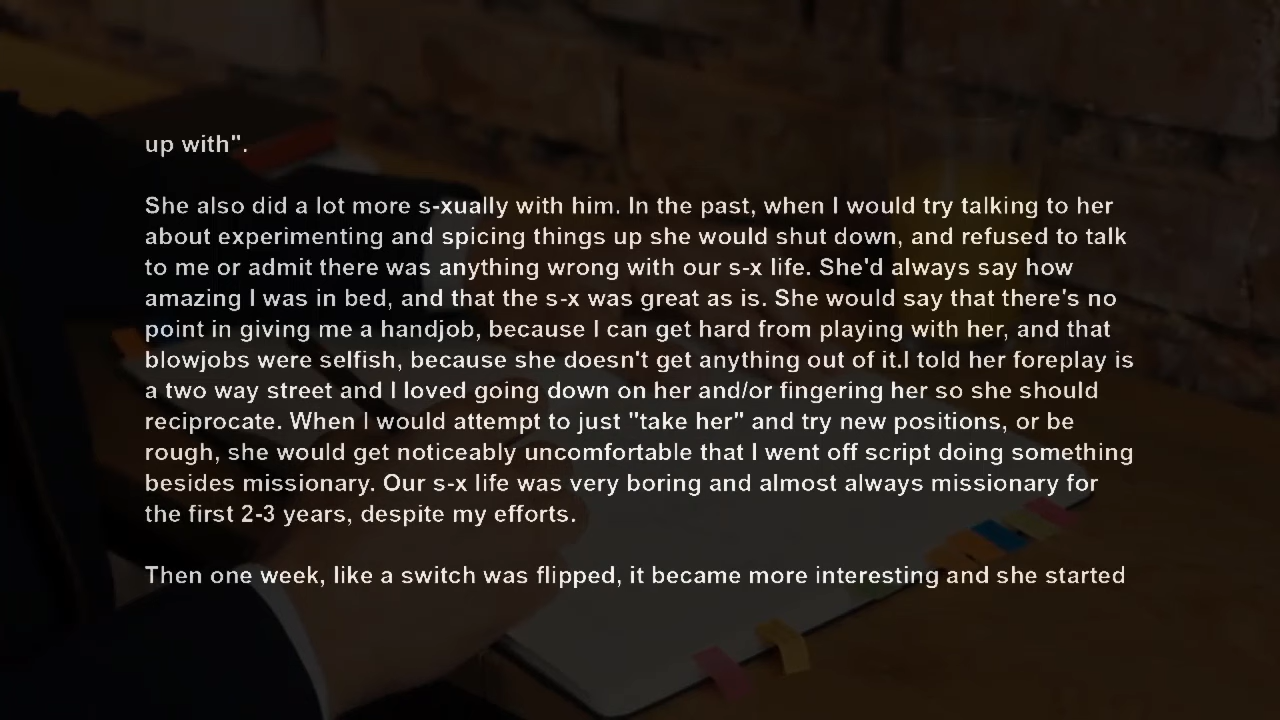 up with".
She also did a lot more s-xually with him. In the past, when I would try talking to her
about experimenting and spicing things up she would shut down, and refused to talk
to me or admit there was anything wrong with our s-x life. She'd always say how
amazing I was in bed, and that the s-x was great as is. She would say that there's no
point in giving me a handjob, because I can get hard from playing with her, and that
blowjobs were selfish, because she doesn't get anything out of it.I told her foreplay is
a two way street and I loved going down on her and/or fingering her so she should
reciprocate. When I would attempt to just "take her" and try new positions, or be
rough, she would get noticeably uncomfortable that I went off script doing something
besides missionary. Our s-x life was very boring and almost always missionary for
the first 2-3 years, despite my efforts.
Then one week, like a switch was flipped, it became more interesting and she started